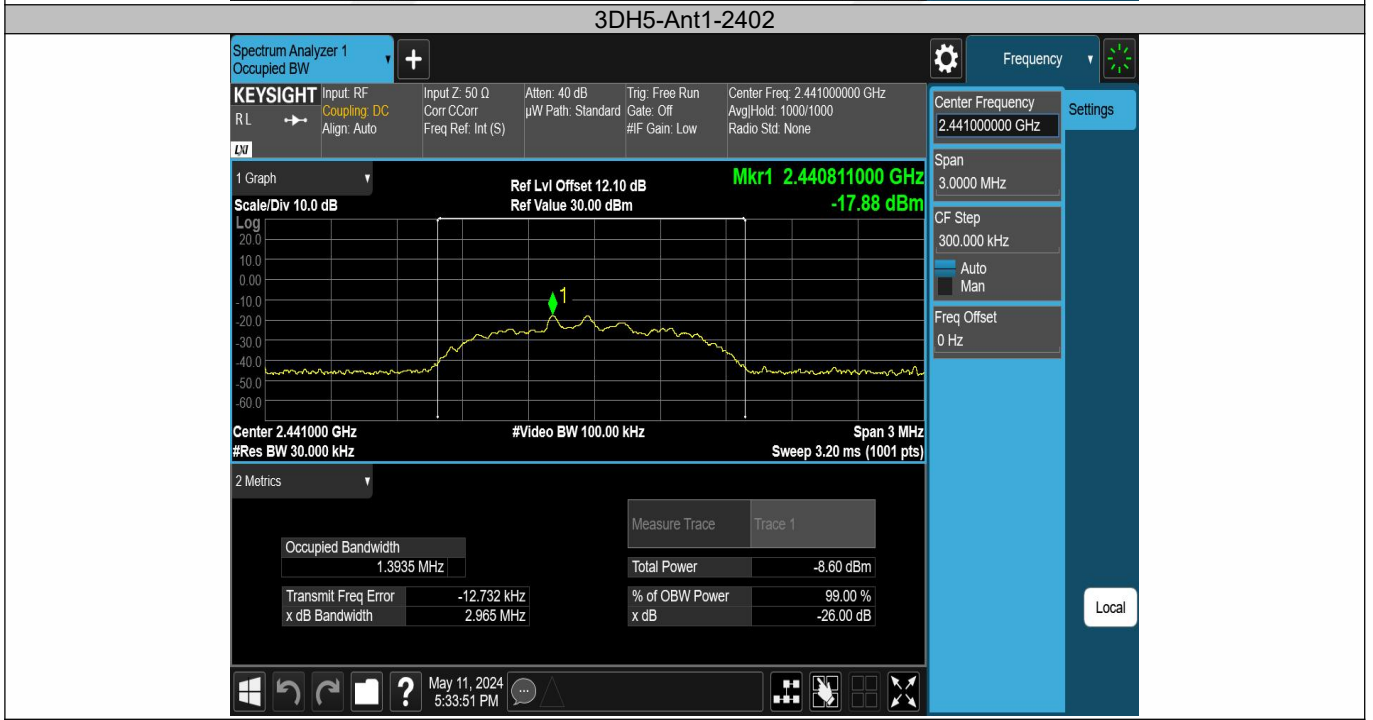 3DH5-Ant1-2402
Spectrum Analyzer 1
Occupied BW
Frequency
KEYSIGHT
R L
LXI
Input: RF
Coupling: DC
Align: Auto
Input Z: 50 Ω
Corr CCorr
Freq Ref: Int (S)
Atten: 40 dB
µW Path: Standard
Trig: Free Run
Gate: Off
#IF Gain: Low
Center Freq: 2.441000000 GHz
Avg|Hold: 1000/1000
Radio Std: None
Center Frequency
2.441000000 GHz
Settings
Span
3.0000 MHz
CF Step
300.000 kHz
Auto
Man
Freq Offset
0 Hz
Local
1 Graph
Scale/Div 10.0 dB
Ref Lvl Offset 12.10 dB
Ref Value 30.00 dBm
Mkr1 2.440811000 GHz
-17.88 dBm
Log
20.0
10.0
0.00
-10.0
-20.0
-30.0
-40.0
-50.0
-60.0
1
Center 2.441000 GHz
#Video BW 100.00 kHz
Span 3 MHz
#Res BW 30.000 kHz
Sweep 3.20 ms (1001 pts)
2 Metrics
Measure Trace Trace 1
Occupied Bandwidth
1.3935 MHz
Total Power -8.60 dBm
Transmit Freq Error -12.732 kHz
% of OBW Power 99.00 %
x dB Bandwidth 2.965 MHz
x dB -26.00 dB
?
May 11, 2024
5:33:51 PM